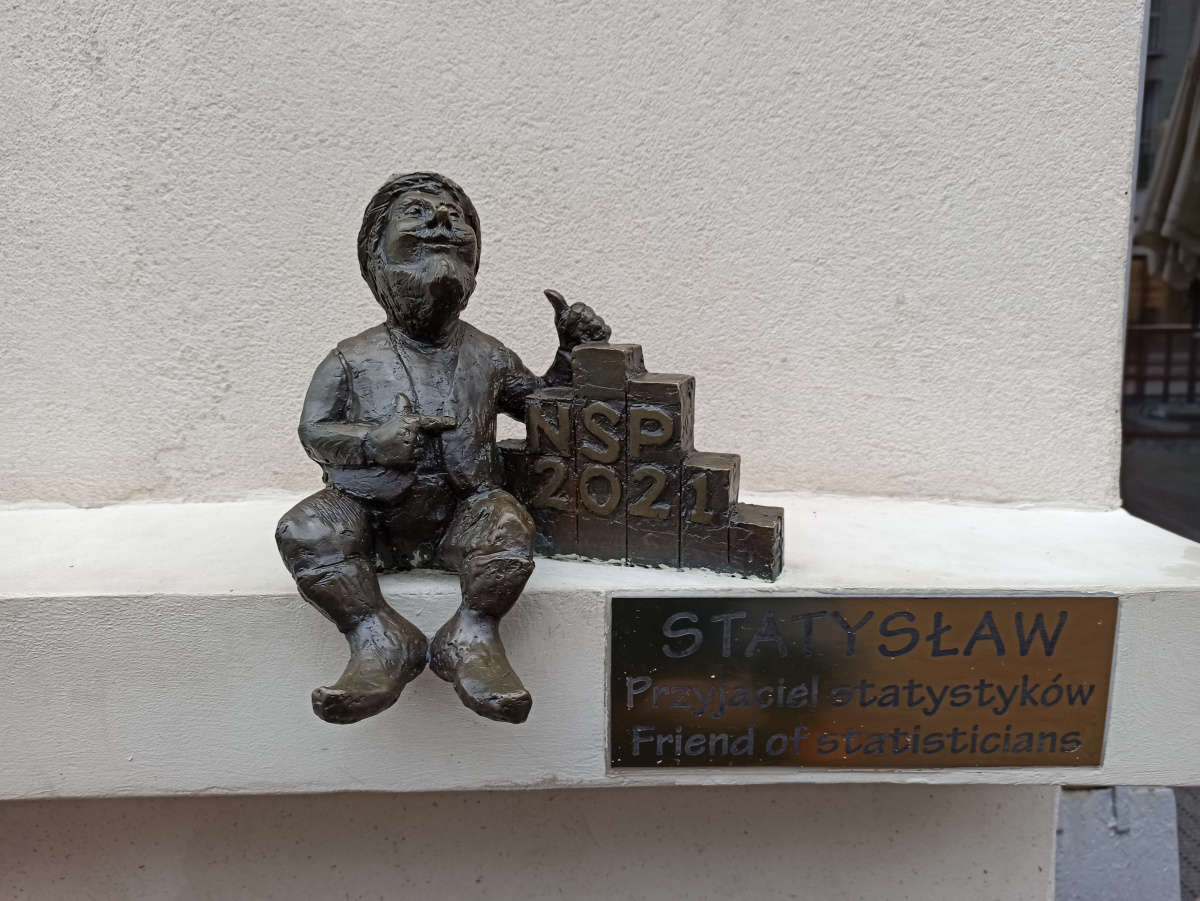 NSP
2021
STATYSŁAW
Przyjaciel statystyków
Friend of statisticians